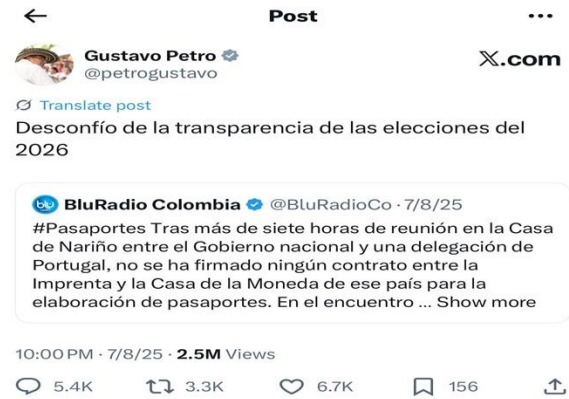 Post
Gustavo Petro
@petrogustavo
X.com
Translate post
Desconfío de la transparencia de las elecciones del
2026
blu BluRadio Colombia @BluRadioCo · 7/8/25
#Pasaportes Tras más de siete horas de reunión en la Casa
de Nariño entre el Gobierno nacional y una delegación de
Portugal, no se ha firmado ningún contrato entre la
Imprenta y la Casa de la Moneda de ese país para la
elaboración de pasaportes. En el encuentro ... Show more
10:00 PM · 7/8/25 · 2.5M Views
5.4K 3.3K 6.7K 156